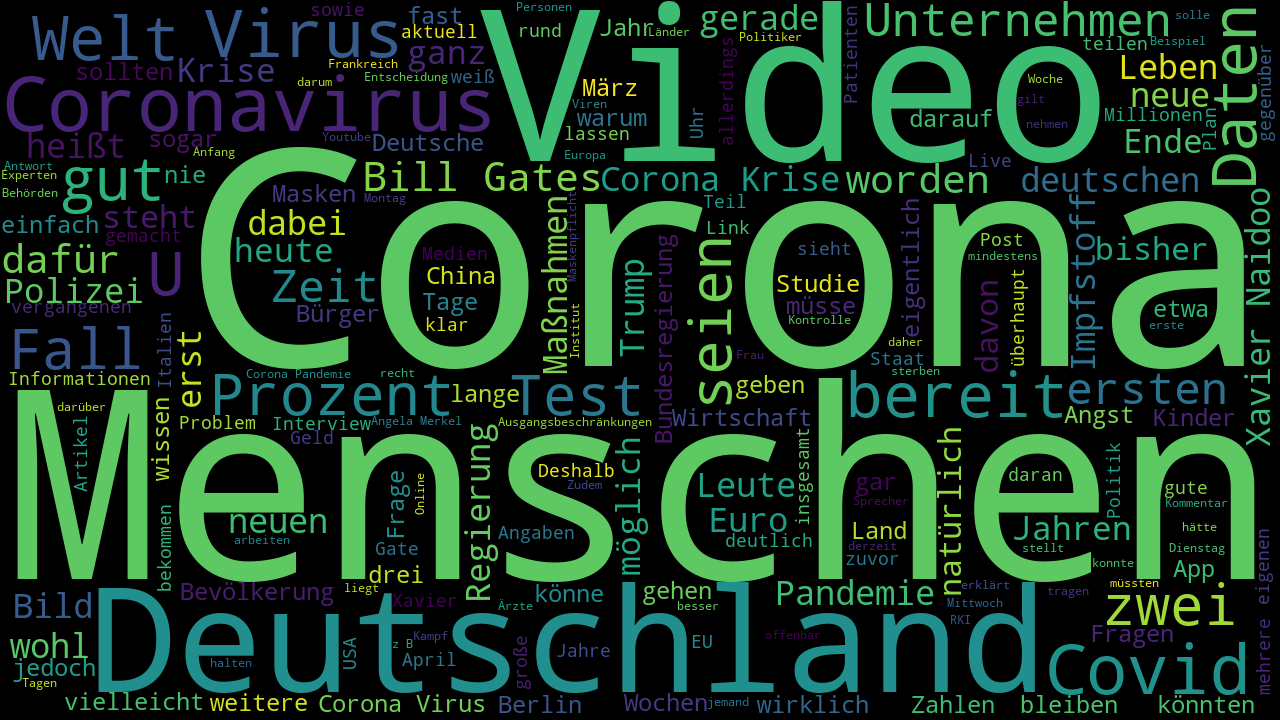 Personen
sowie
solle
fast
Jahr
Länder
gerade
Unternehmen
Welt
Virus
Video
Daten
aktuell
rund
Politiker
teilen
Beispiel
sollten
Krise
ganz
Frankreich
darum
Entscheidung
weiß
März
allerdings
Patienten
Woche
Leben
gegenüber
Coronavirus
Viren
warum
Uhr
gilt
neue
heißt
sogar
Youtube
Deutsche
lassen
darauf
nehmen
Millionen
Plan
Ende
Anfang
Europa
Live
Antwort
Experten
Behörden
gut
nie
Masken
Montag
Bill Gates
Corona Krise
worden
deutschen
einfach
steht
gemacht
dabei
Corona
Maßnahmen
Maskenpflicht
Teil
Link
eigentlich
Post
mindestens
Impfstoff
bisher
Xavier Naidoo
dafür
heute
Medien
China
sieht
Studie
Polizei
U
Zeit
Tage
Trump
Bundesregierung
seien
müsse
davon
überhaupt
etwa
vergangenen
Bürger
klar
Institut
Kontrolle
erste
Fall
Italien
erst
Frau
Staat
daher
sterben
Informationen
Corona Pandemie
recht
Prozent
lange
Test
geben
bereit
ersten
darüber
Artikel
wissen
Problem
Interview
Angela Merkel
Ausgangsbeschränkungen
Wirtschaft
Angst
Kinder
Geld
Menschen
Regierung
Deshalb
Zudem
möglich
Leute
insgesamt
gar
Sprecher
natürlich
daran
Politik
gute
Kommentar
neuen
arbeiten
Frage
Online
Euro
Land
Jahren
hätte
bekommen
Gate
Angaben
deutlich
derzeit
zuvor
stellt
konnte
Dienstag
App
drei
liegt
eigenen
Bild
Bevölkerung
Xavier
Ärzte
könne
gehen
besser
Pandemie
erklärt
Mittwoch
RKI
tragen
müssten
zwei
wohl
Deutschland
USA
z B
Kampf
EU
offenbar
Fragen
jedoch
halten
April
große
Jahre
Covid
mehrere
Tagen
vielleicht
weitere
Corona Virus
Berlin
Wochen
jemand
wirklich
Zahlen
bleiben
könnten